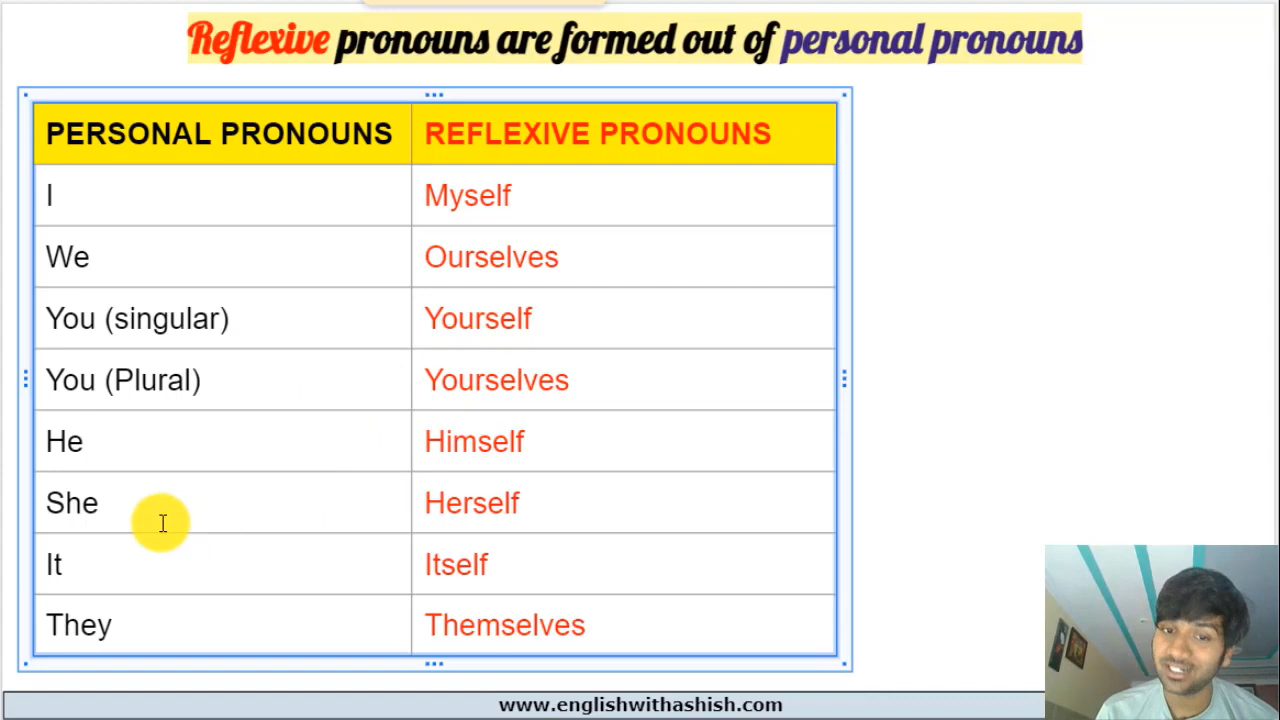 Reflexive pronouns are formed out of personal pronouns
PERSONAL PRONOUNS REFLEXIVE PRONOUNS
I Myself
We Ourselves
You (singular) Yourself
You (Plural) Yourselves
He Himself
She Herself
It Itself
They Themselves
www.englishwithashish.com